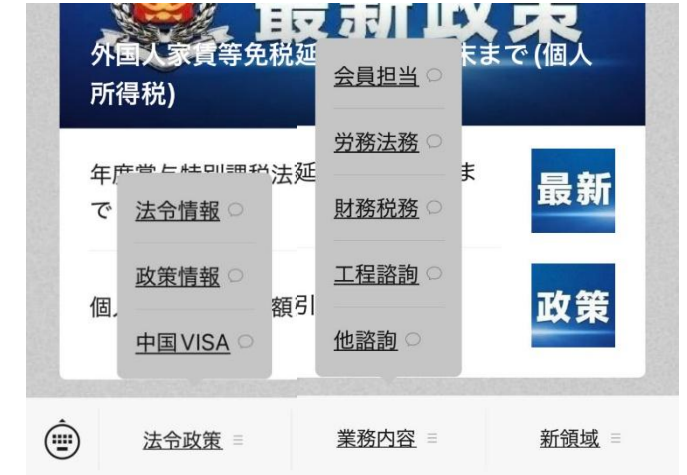 最新政策
外国人家賃等免税延 末まで(個人
所得税)
年度賞与特別課税法延 ま
で
最新
個 額引
政策
会員担当
労務法務
財務税務
工程諮詢
他諮詢
法令情報
政策情報
中国VISA
法令政策
業務内容
新領域